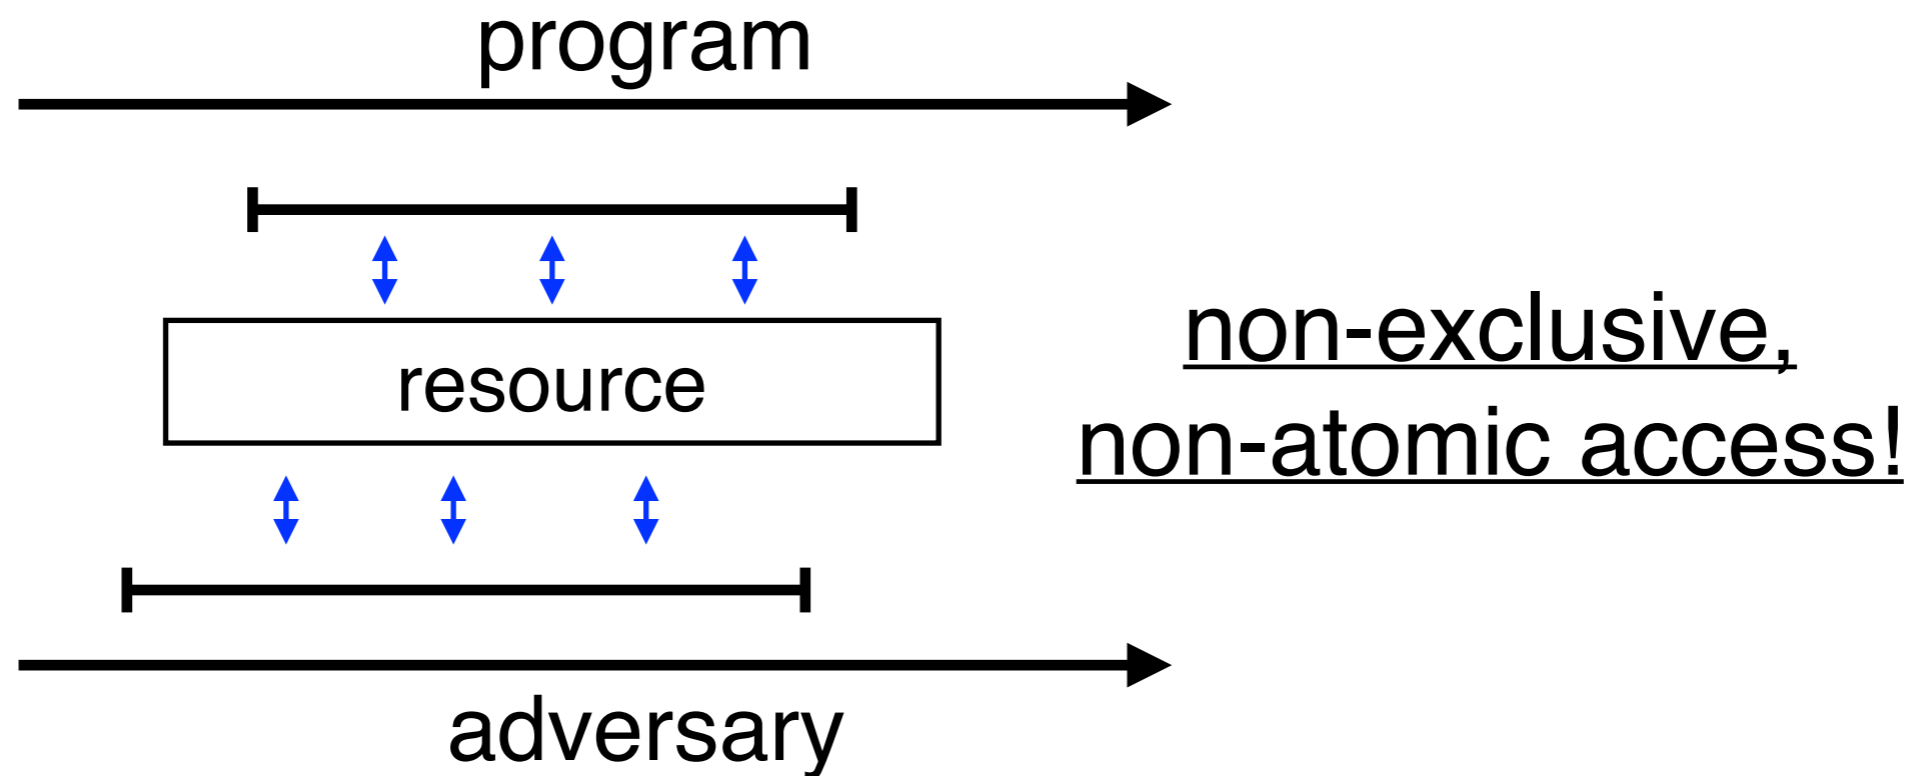 program
resource
non-exclusive,
non-atomic access!
adversary